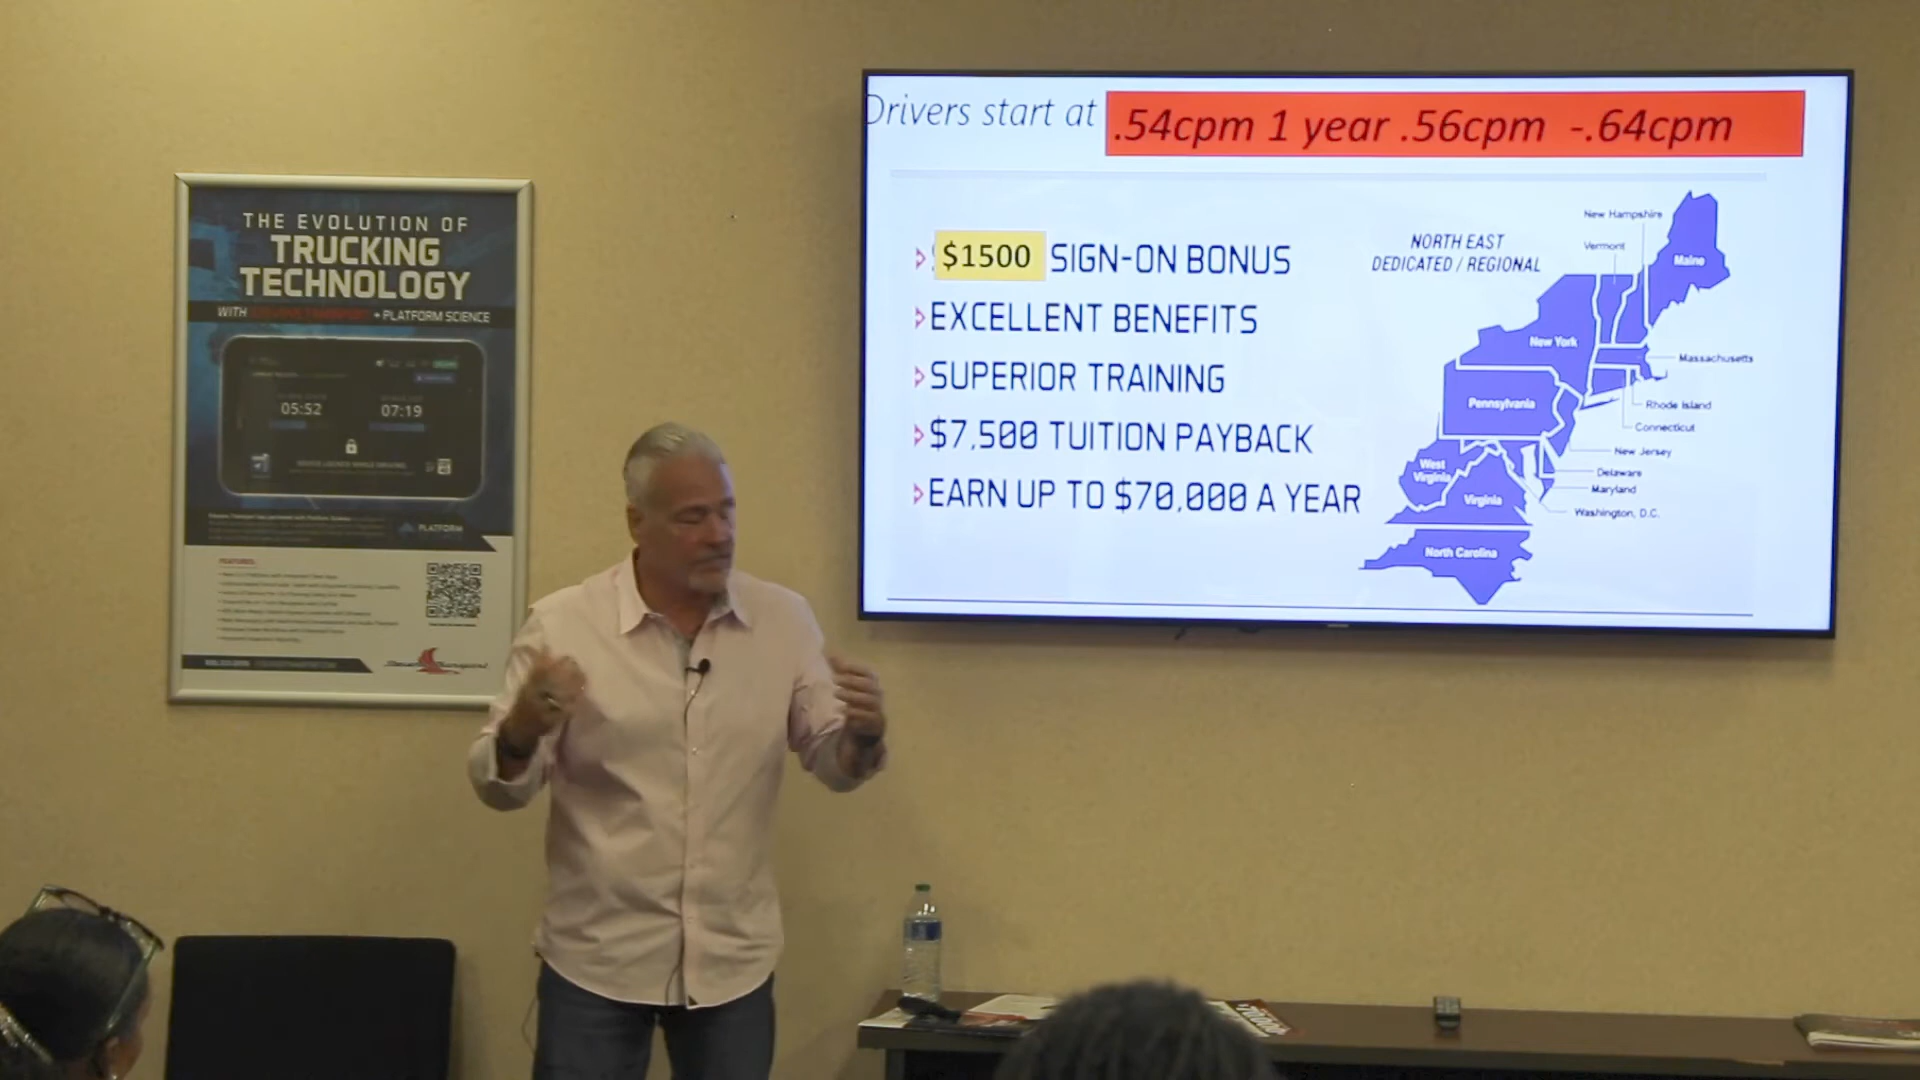 THE EVOLUTION OF
TRUCKING
TECHNOLOGY
WITH + PLATFORM SCIENCE
05:52
07:19
PLATFORM
FEATURES:
Drivers start at .54cpm 1 year .56cpm -.64cpm
$1500 SIGN-ON BONUS
EXCELLENT BENEFITS
SUPERIOR TRAINING
$7,500 TUITION PAYBACK
EARN UP TO $70,000 A YEAR
NORTH EAST
DEDICATED / REGIONAL
New Hampshire
Vermont
Maine
New York
Massachusetts
Pennsylvania
Rhode Island
Connecticut
New Jersey
West
Virginia
Delaware
Maryland
Virginia
Washington, D.C.
North Carolina